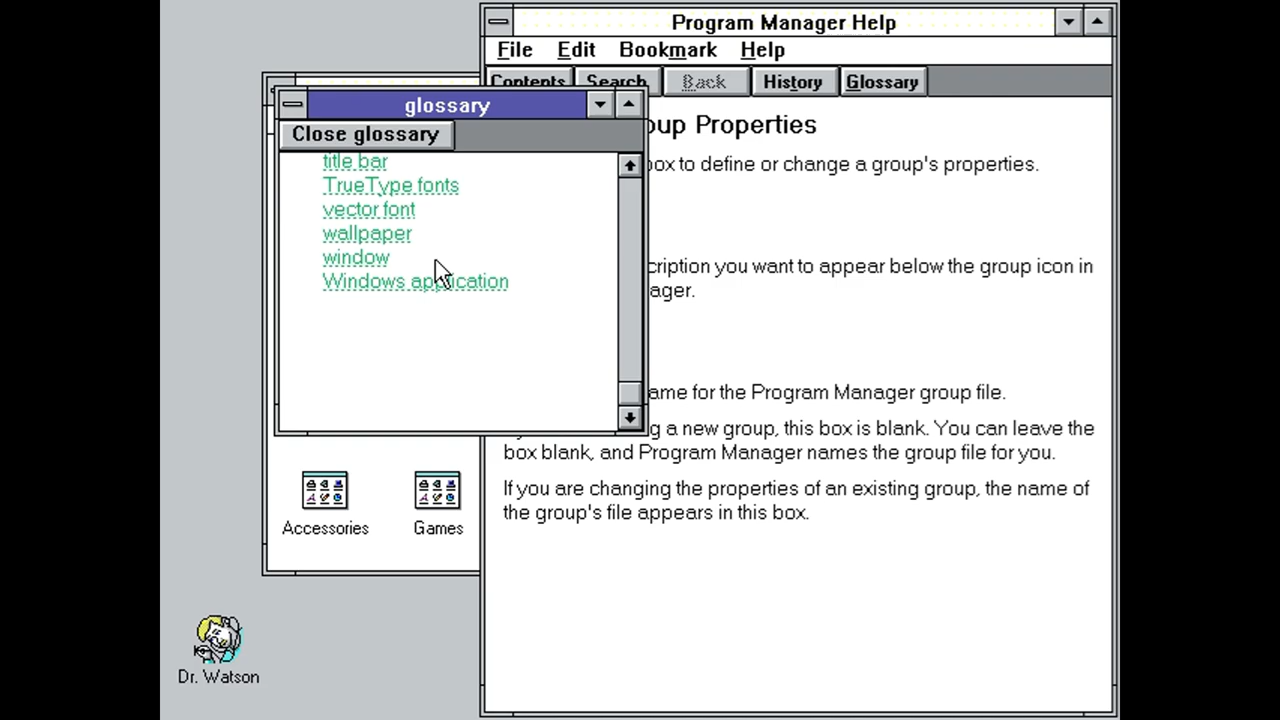 Program Manager Help
File Edit Bookmark Help
Contents Search Back History Glossary
glossary
Close glossary
title bar
TrueType fonts
vector font
wallpaper
window
Windows application
oup Properties
box to define or change a group's properties.
cription you want to appear below the group icon in
ager.
ame for the Program Manager group file.
g a new group, this box is blank. You can leave the
box blank, and Program Manager names the group file for you.
If you are changing the properties of an existing group, the name of
the group's file appears in this box.
Accessories
Games
Dr. Watson